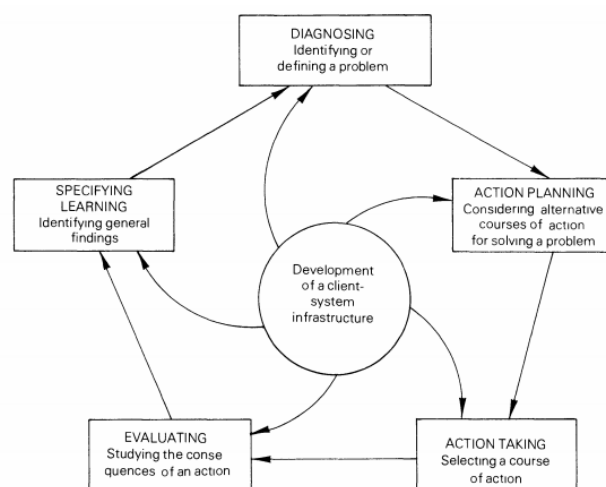 DIAGNOSING
Identifying or
defining a problem
SPECIFYING
LEARNING
Identifying general
findings
ACTION PLANNING
Considering alternative
courses of action
for solving a problem
Development
of a client-
system
infrastructure
EVALUATING
Studying the conse
quences of an action
ACTION TAKING
Selecting a course
of action